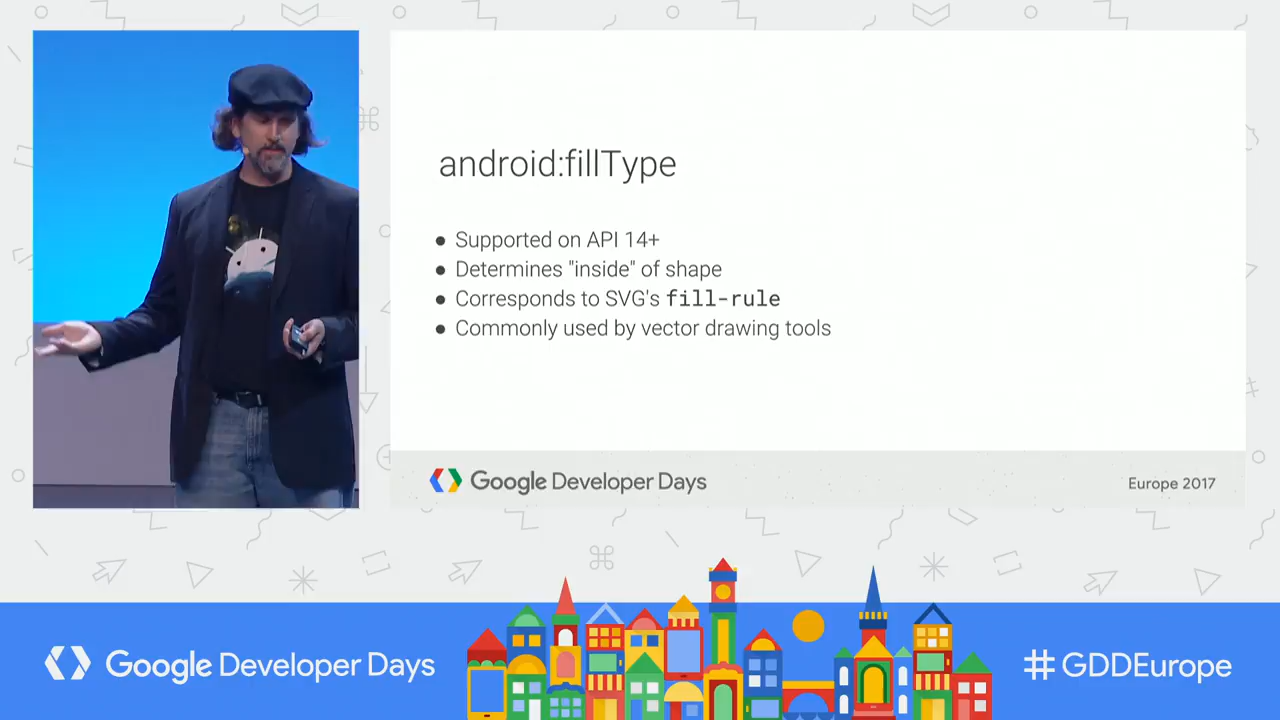 android:fillType
● Supported on API 14+
● Determines "inside" of shape
● Corresponds to SVG's fill-rule
● Commonly used by vector drawing tools
Google Developer Days
Europe 2017
Google Developer Days
#GDDEurope